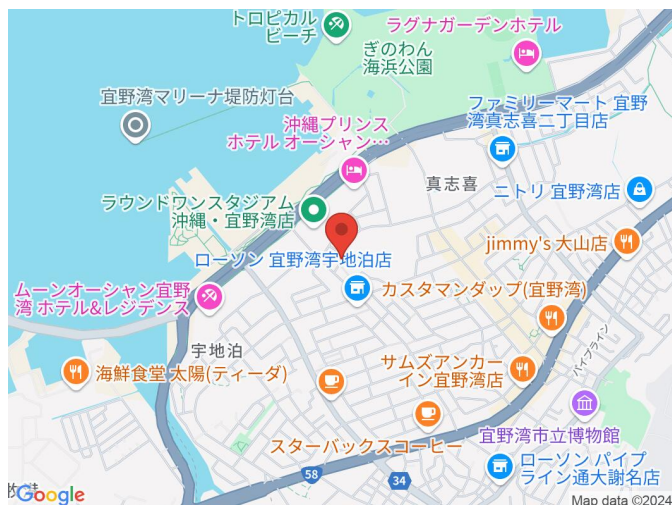 トロピカル
ビーチ
ラグナガーデンホテル
ぎのわん
海浜公園
宜野湾マリーナ堤防灯台
ファミリーマート 宜野
湾真志喜二丁目店
沖縄プリンス
ホテル オーシャン…
真志喜
ニトリ 宜野湾店
ラウンドワンスタジアム
沖縄・宜野湾店
jimmy's 大山店
ローソン 宜野湾宇地泊店
ムーンオーシャン宜野
湾 ホテル&レジデンス
カスタマンダップ(宜野湾)
宇地泊
パイプライン
海鮮食堂 太陽(ティーダ)
サムズアンカー
イン宜野湾店
スターバックスコーヒー
宜野湾市立博物館
58
34
ローソン パイプ
ライン通大謝名店
Google
Map data ©2024